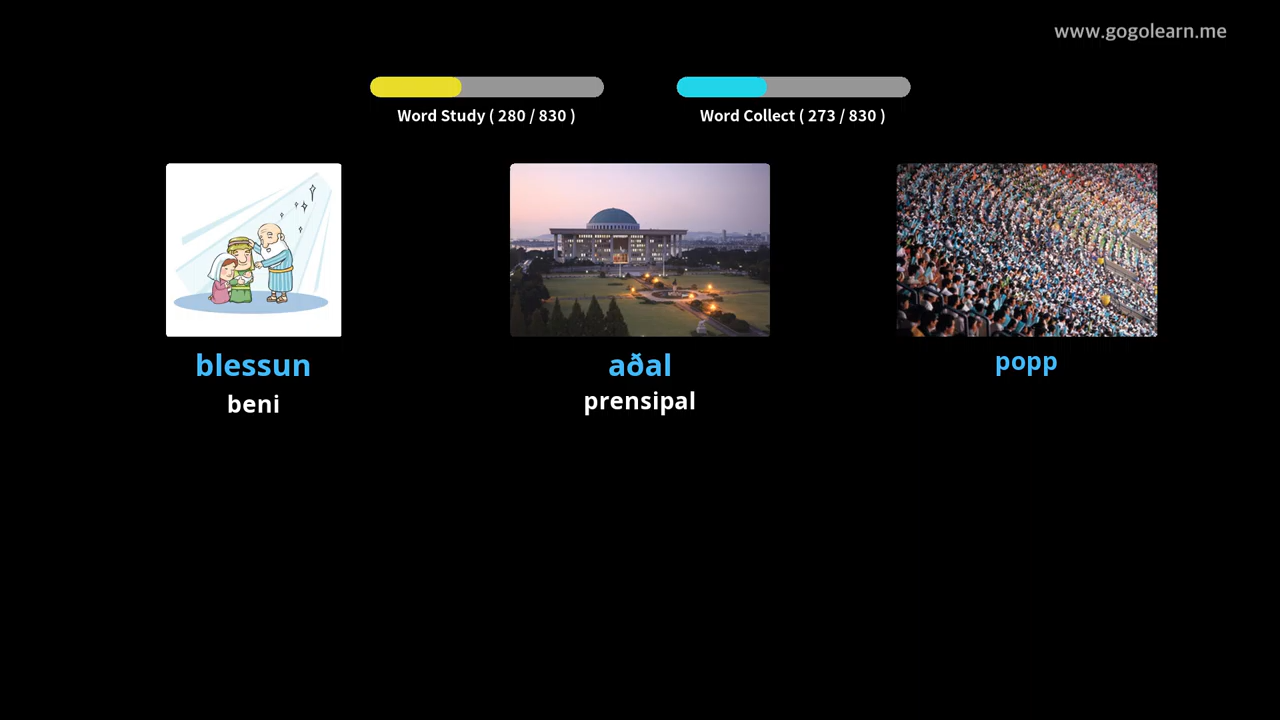 www.gogolearn.me
Word Study ( 280 / 830 )
Word Collect ( 273 / 830 )
blessun
beni
aðal
prensipal
popp